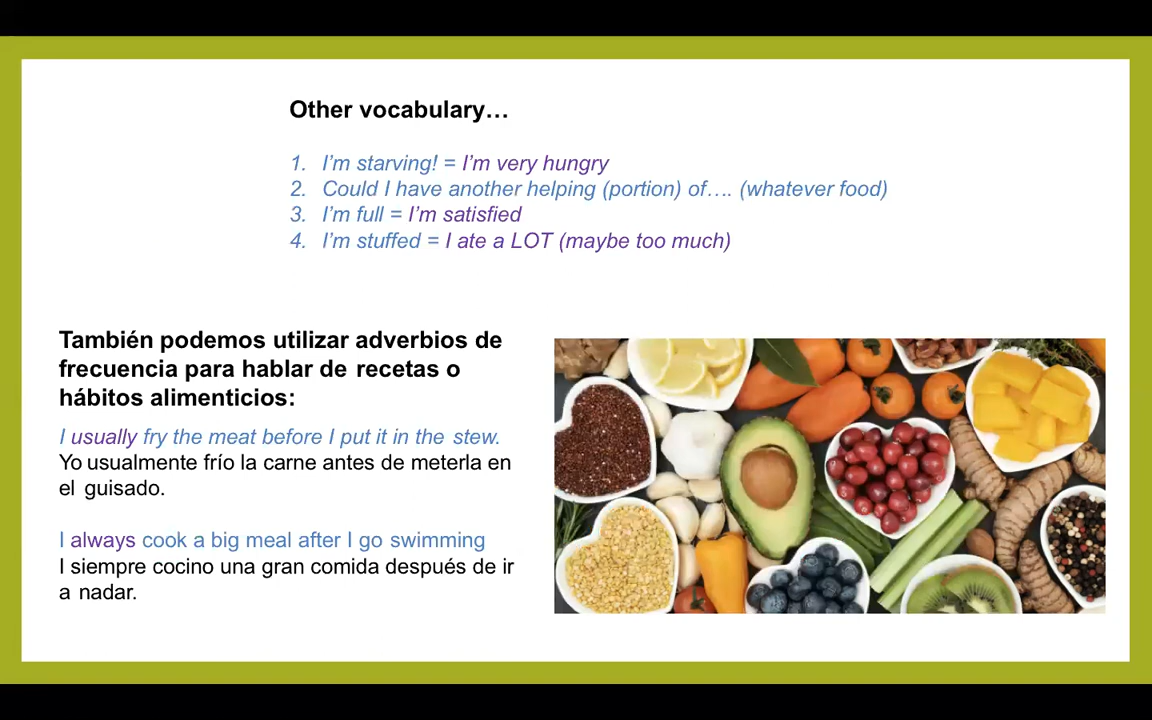 Other vocabulary…
1. I'm starving! = I'm very hungry
2. Could I have another helping (portion) of…. (whatever food)
3. I'm full = I'm satisfied
4. I'm stuffed = I ate a LOT (maybe too much)
También podemos utilizar adverbios de
frecuencia para hablar de recetas o
hábitos alimenticios:
I usually fry the meat before I put it in the stew.
Yo usualmente frío la carne antes de meterla en
el guisado.
I always cook a big meal after I go swimming
I siempre cocino una gran comida después de ir
a nadar.